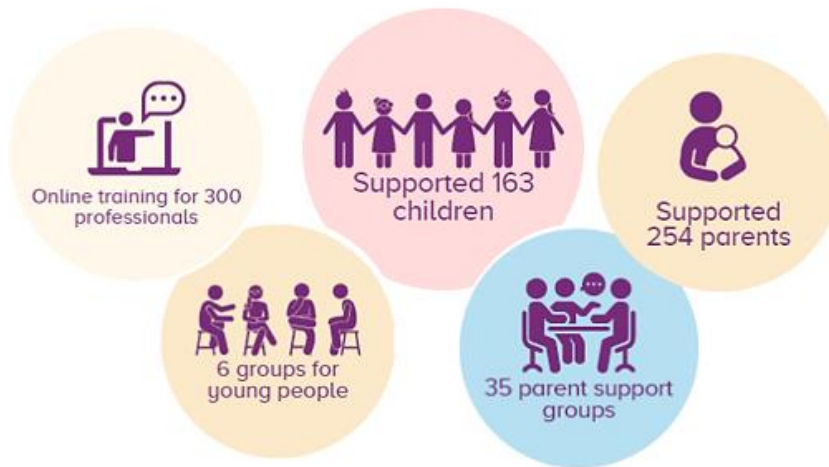 Online training for 300
professionals
Supported 163
children
Supported
254 parents
6 groups for
young people
35 parent support
groups